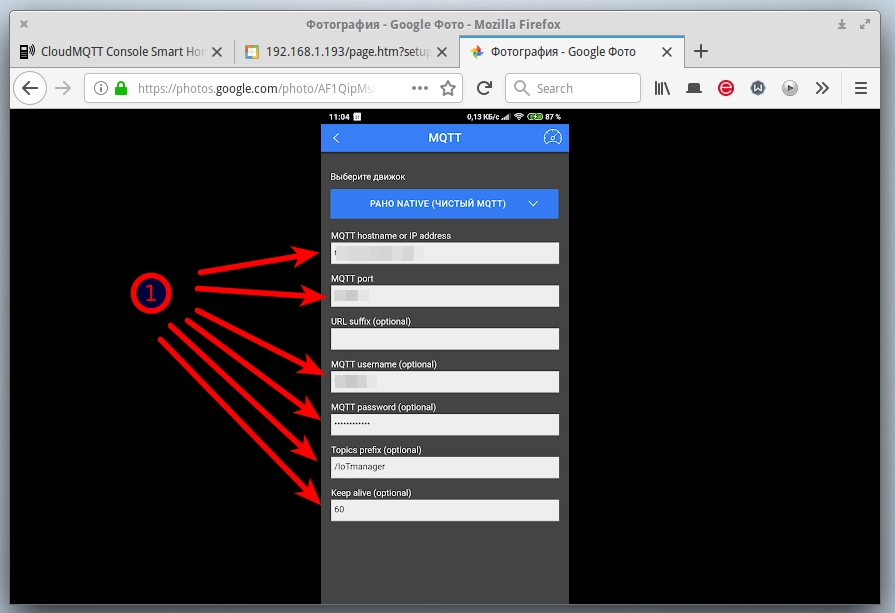 Фотография - Google Фото - Mozilla Firefox
CloudMQTT Console Smart Hor
192.168.1.193/page.htm?setup
Фотография - Google Фото
https://photos.google.com/photo/AF1QipMs
Search
11:04
0,13 КБ/с
87 %
MQTT
Выберите движок
PAHO NATIVE (ЧИСТЫЙ MQTT)
MQTT hostname or IP address
MQTT port
URL suffix (optional)
MQTT username (optional)
MQTT password (optional)
••••••••••••
Topics prefix (optional)
/IoTmanager
Keep alive (optional)
60
1